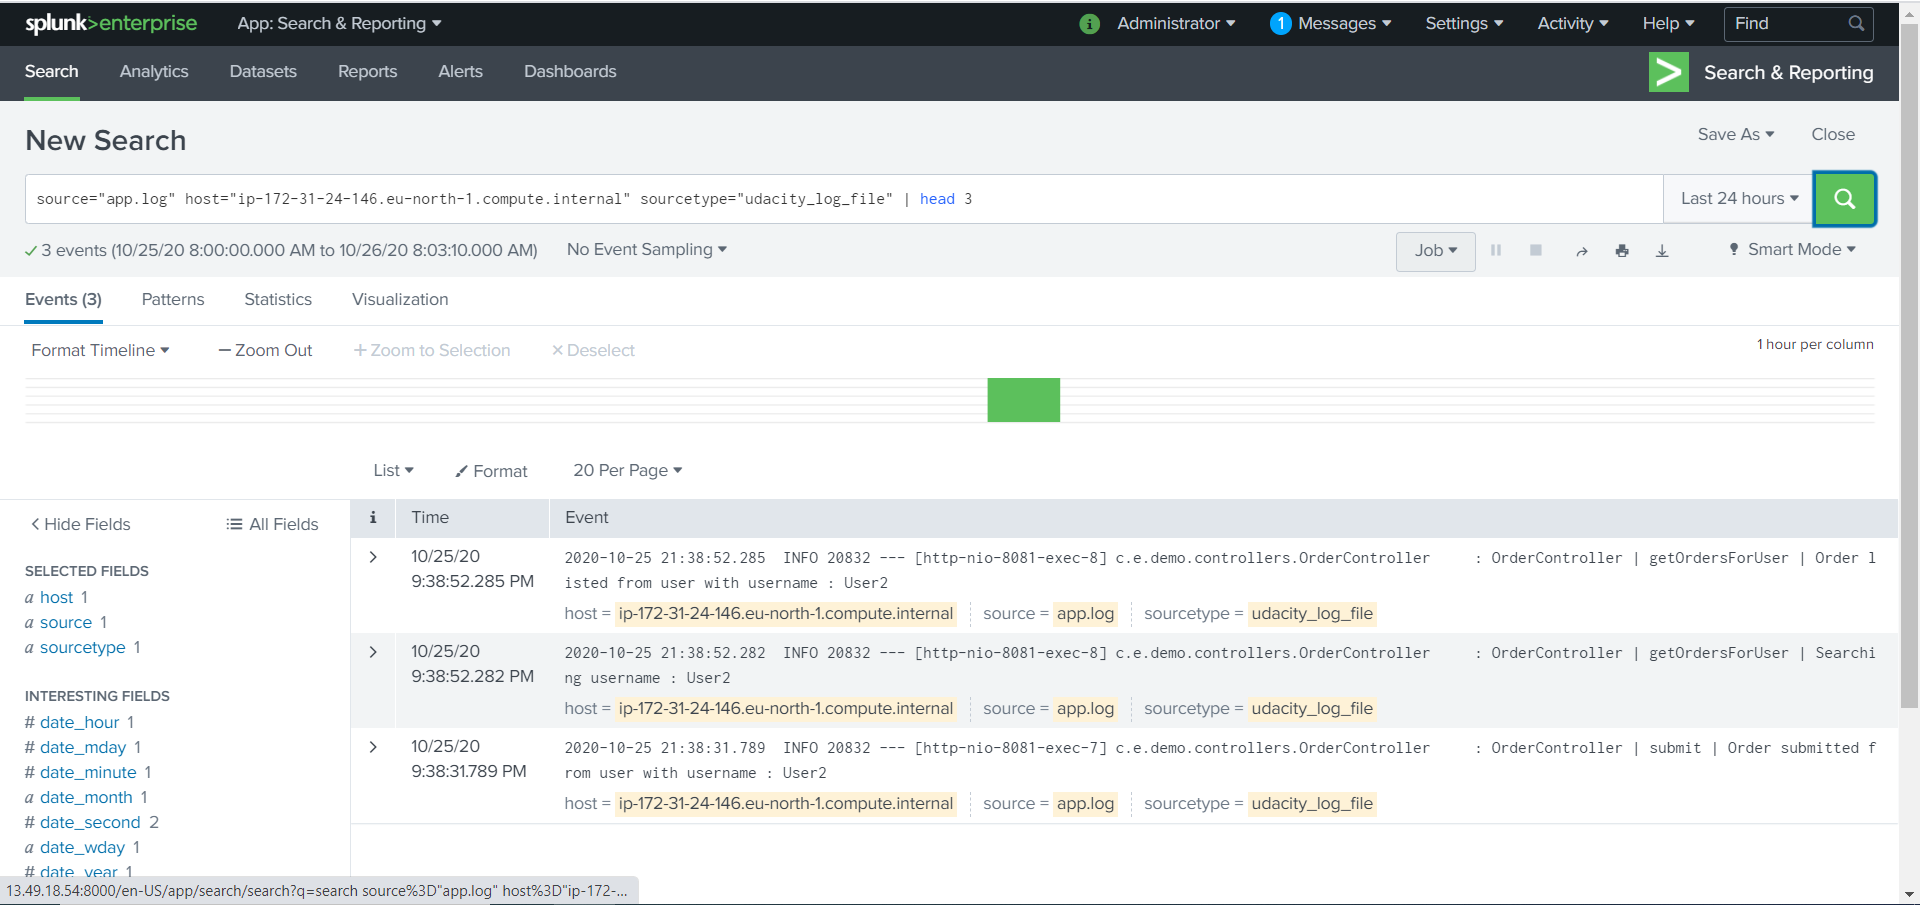 splunk>enterprise App: Search & Reporting i Administrator 1 Messages Settings Activity Help Find
Search Analytics Datasets Reports Alerts Dashboards > Search & Reporting
New Search Save As Close
source="app.log" host="ip-172-31-24-146.eu-north-1.compute.internal" sourcetype="udacity_log_file" | head 3 Last 24 hours
3 events (10/25/20 8:00:00.000 AM to 10/26/20 8:03:10.000 AM) No Event Sampling Job Smart Mode
Events (3) Patterns Statistics Visualization
Format Timeline — Zoom Out + Zoom to Selection × Deselect 1 hour per column
List Format 20 Per Page
< Hide Fields All Fields
SELECTED FIELDS
a host 1
a source 1
a sourcetype 1
INTERESTING FIELDS
# date_hour 1
# date_mday 1
# date_minute 1
a date_month 1
# date_second 2
a date_wday 1
# date_year 1
i Time Event
> 10/25/20
9:38:52.285 PM
2020-10-25 21:38:52.285  INFO 20832 --- [http-nio-8081-exec-8] c.e.demo.controllers.OrderController     : OrderController | getOrdersForUser | Order l
isted from user with username : User2
host = ip-172-31-24-146.eu-north-1.compute.internal source = app.log sourcetype = udacity_log_file
> 10/25/20
9:38:52.282 PM
2020-10-25 21:38:52.282  INFO 20832 --- [http-nio-8081-exec-8] c.e.demo.controllers.OrderController     : OrderController | getOrdersForUser | Searchi
ng username : User2
host = ip-172-31-24-146.eu-north-1.compute.internal source = app.log sourcetype = udacity_log_file
> 10/25/20
9:38:31.789 PM
2020-10-25 21:38:31.789  INFO 20832 --- [http-nio-8081-exec-7] c.e.demo.controllers.OrderController     : OrderController | submit | Order submitted f
rom user with username : User2
host = ip-172-31-24-146.eu-north-1.compute.internal source = app.log sourcetype = udacity_log_file
13.49.18.54:8000/en-US/app/search/search?q=search source%3D"app.log" host%3D"ip-172-...